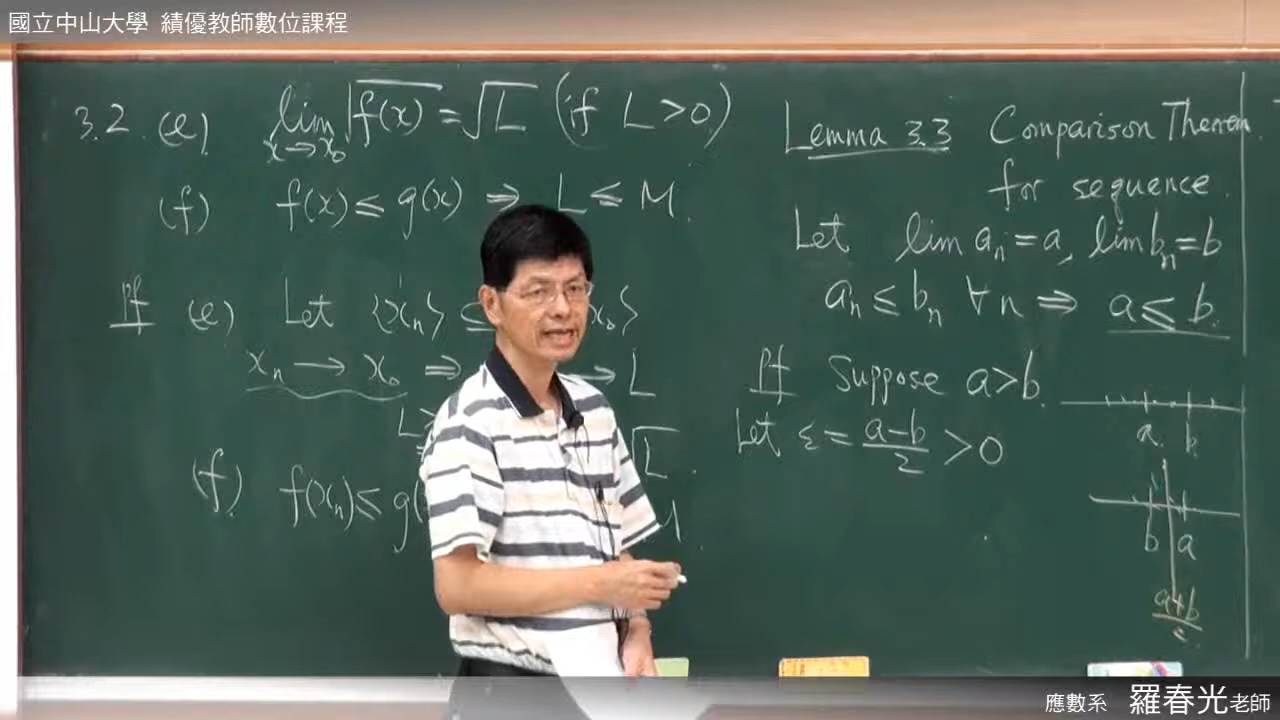 國立中山大學 績優教師數位課程
3.2 (e) lim x→x₀ √f(x) = √L (if L>0)
(f) f(x) ≤ g(x) ⇒ L ≤ M.
Pf (e) Let {xₙ} ⊆ x₀}
xₙ → x₀ ⇒ → L
L √L.
(f) f(xₙ) ≤ g( M.
Lemma 3.3 Comparison Theorem
for sequence.
Let lim aₙ = a, lim bₙ = b
aₙ ≤ bₙ ∀n ⇒ a ≤ b.
Pf Suppose a>b.
Let ε = (a-b)/2 > 0
a b
b a
(a+b)/2
應數系 羅春光老師